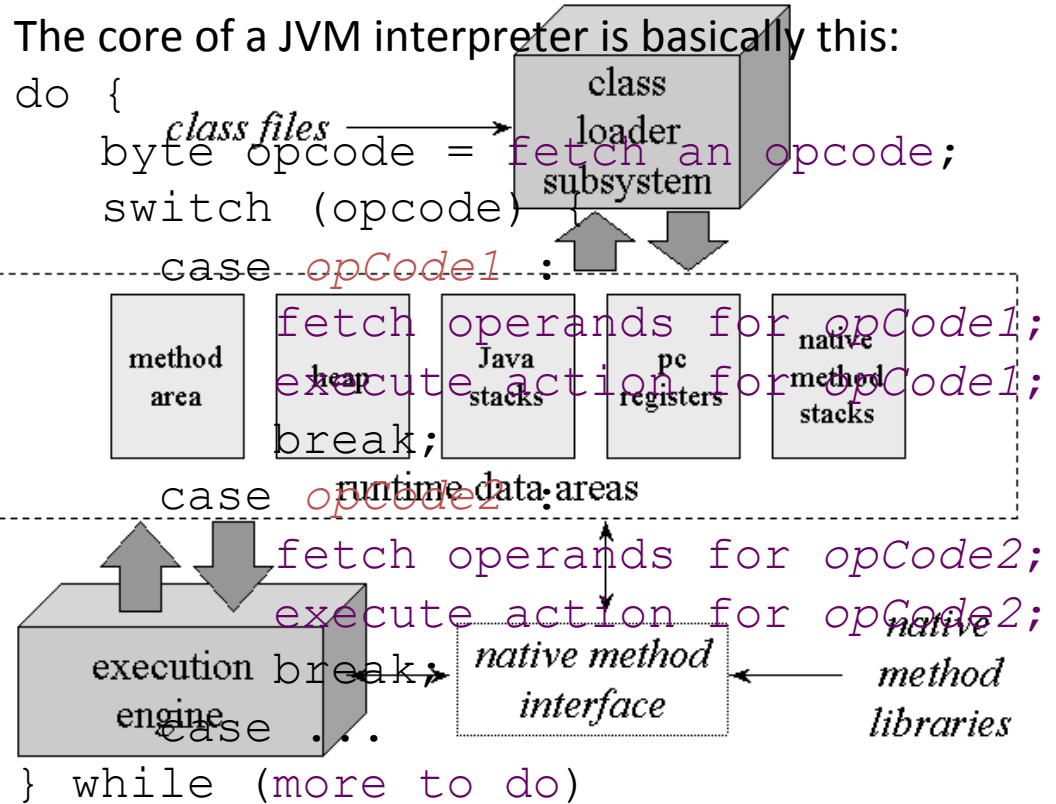 The core of a JVM interpreter is basically this:
do {
byte opcode = fetch an opcode;
switch (opcode) {
case opCode1 :
fetch operands for opCode1;
execute action for opCode1;
break;
case opCode2 :
fetch operands for opCode2;
execute action for opCode2;
break;
case ...
} while (more to do)
class files
class
loader
subsystem
method
area
heap
Java
stacks
pc
registers
native
method
stacks
runtime data areas
execution
engine
native method
interface
native
method
libraries